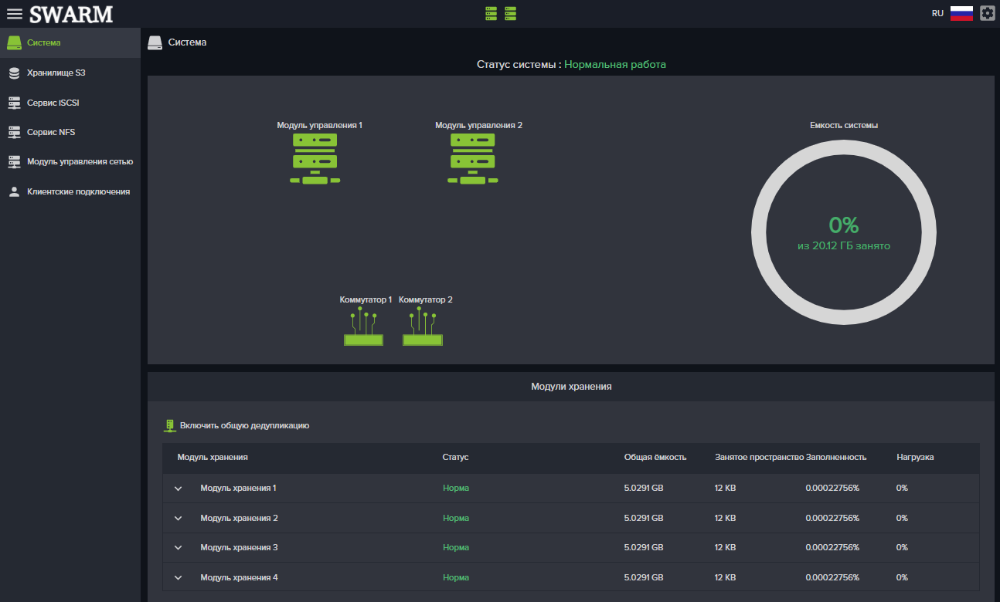 SWARM
RU
Система
Хранилище S3
Сервис iSCSI
Сервис NFS
Модуль управления сетью
Клиентские подключения
Система
Статус системы : Нормальная работа
Модуль управления 1 Модуль управления 2
Емкость системы
0%
из 20.12 ГБ занято
Коммутатор 1 Коммутатор 2
Модули хранения
Включить общую дедупликацию
Модуль хранения Статус Общая ёмкость Занятое пространство Заполненность Нагрузка
Модуль хранения 1 Норма 5.0291 GB 12 KB 0.00022756% 0%
Модуль хранения 2 Норма 5.0291 GB 12 KB 0.00022756% 0%
Модуль хранения 3 Норма 5.0291 GB 12 KB 0.00022756% 0%
Модуль хранения 4 Норма 5.0291 GB 12 KB 0.00022756% 0%